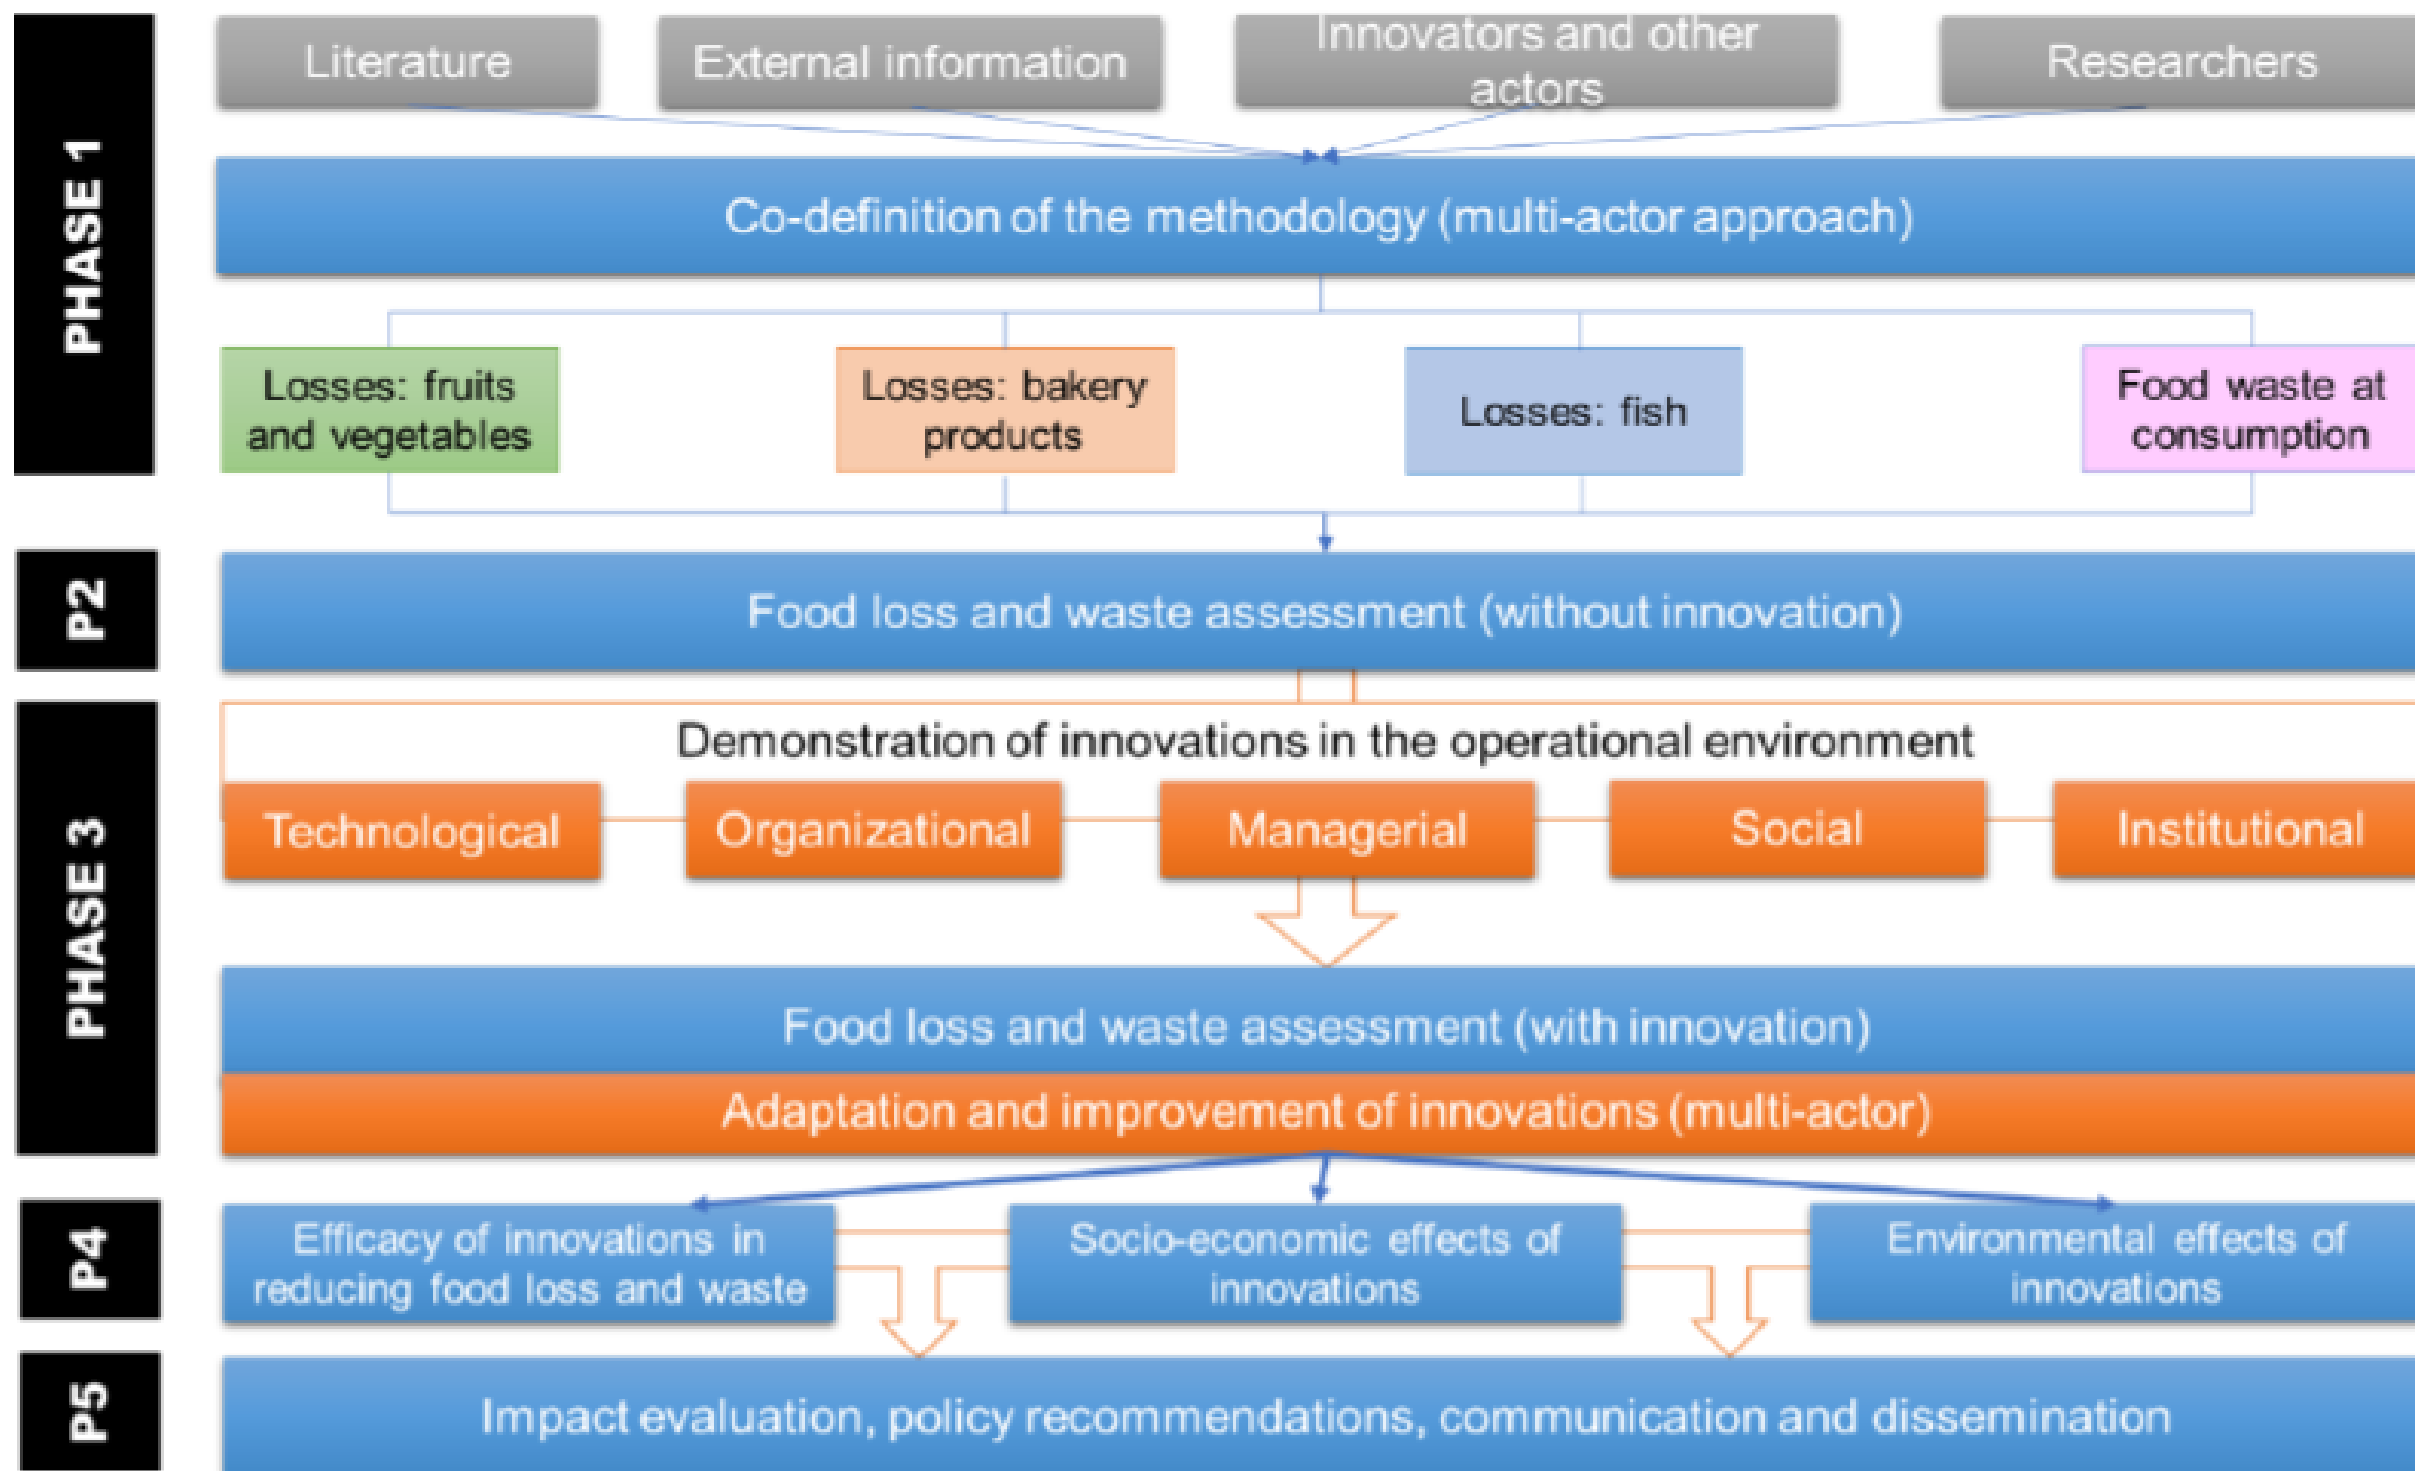 PHASE 1
Literature
External information
Innovators and other
actors
Researchers
Co-definition of the methodology (multi-actor approach)
Losses: fruits
and vegetables
Losses: bakery
products
Losses: fish
Food waste at
consumption
P2
Food loss and waste assessment (without innovation)
PHASE 3
Demonstration of innovations in the operational environment
Technological
Organizational
Managerial
Social
Institutional
Food loss and waste assessment (with innovation)
Adaptation and improvement of innovations (multi-actor)
P4
Efficacy of innovations in
reducing food loss and waste
Socio-economic effects of
innovations
Environmental effects of
innovations
P5
Impact evaluation, policy recommendations, communication and dissemination